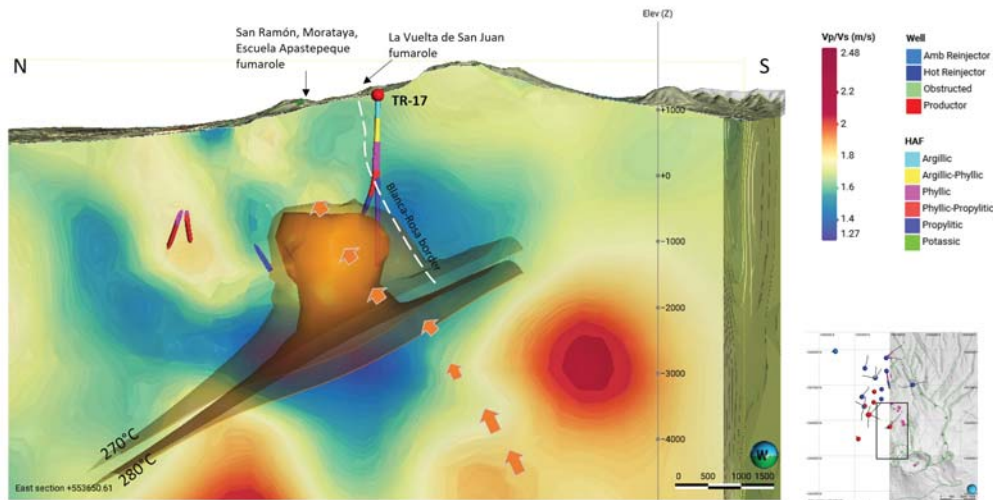 San Ramón, Morataya,
Escuela Apastepeque
fumarole
La Vuelta de San Juan
fumarole
N
S
TR-17
Blanca-Rosa border
270°C
280°C
East section +553650.61
Elev (Z)
+1000
+0
-1000
-2000
-3000
-4000
W
0 500 1000 1500
Vp/Vs (m/s)
2.48
2.2
2
1.8
1.6
1.4
1.27
Well
Amb Reinjector
Hot Reinjector
Obstructed
Productor
HAF
Argillic
Argillic-Phyllic
Phyllic
Phyllic-Propylitic
Propylitic
Potassic